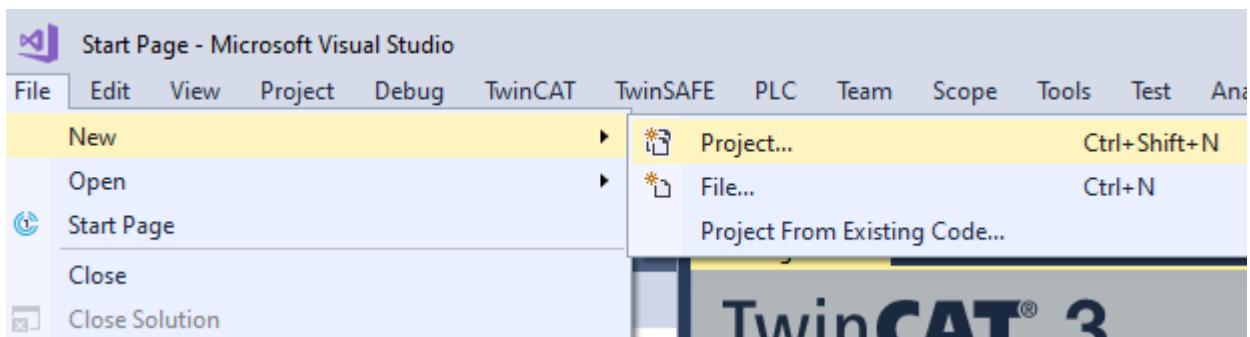 Start Page - Microsoft Visual Studio
File Edit View Project Debug TwinCAT TwinSAFE PLC Team Scope Tools Test Ana
New
Project... Ctrl+Shift+N
Open
File... Ctrl+N
Start Page
Project From Existing Code...
Close
Close Solution
TwinCAT® 3